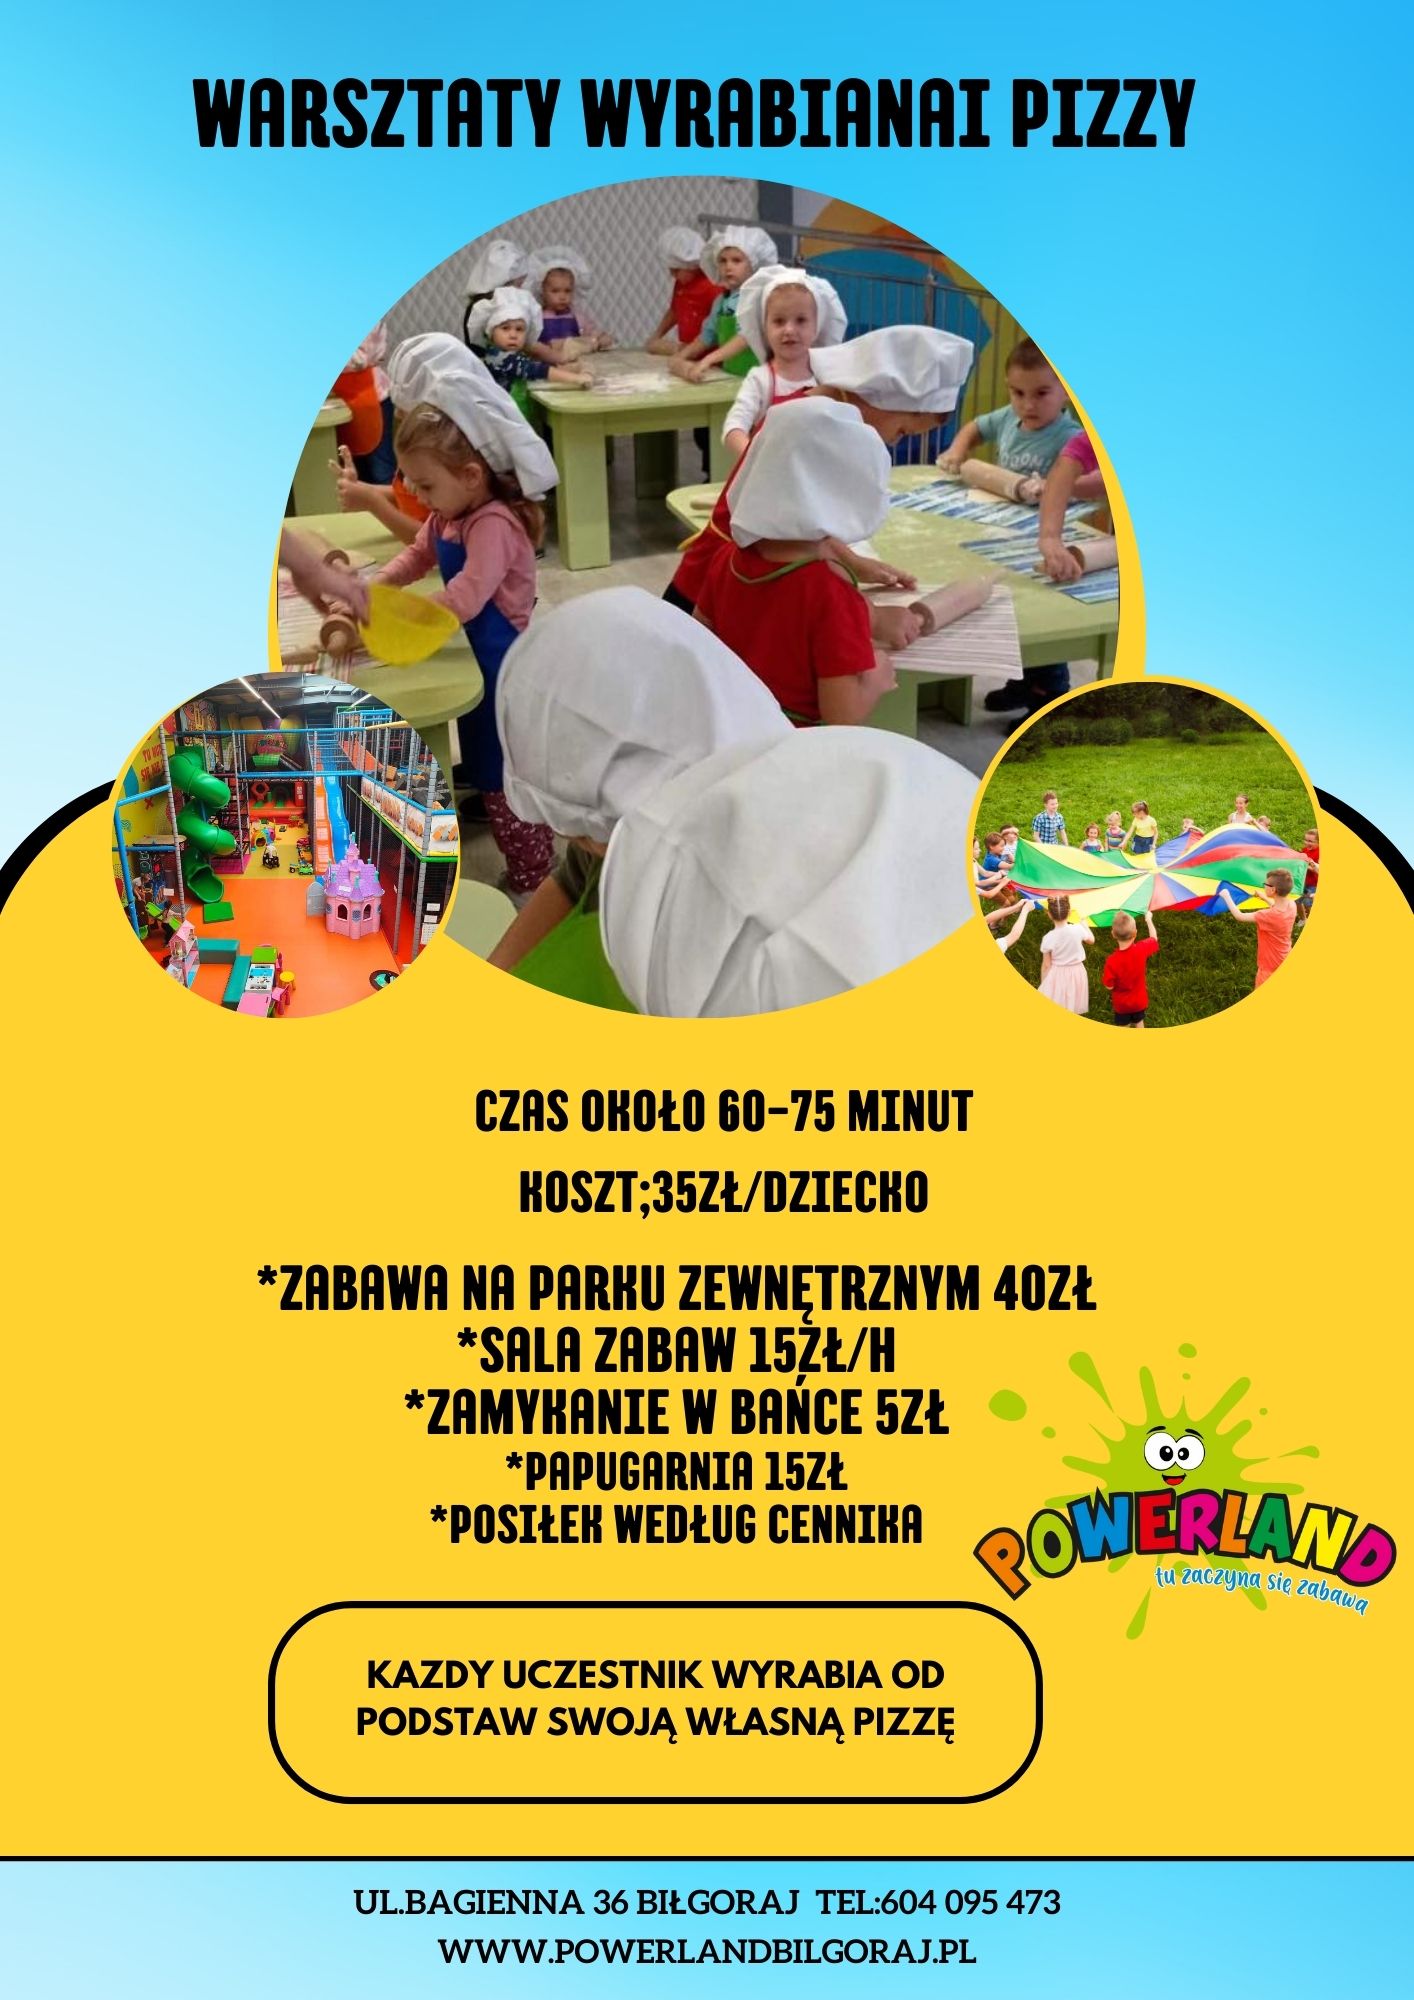 WARSZTATY WYRABIANAI PIZZY
CZAS OKOŁO 60-75 MINUT
KOSZT;35ZŁ/DZIECKO
*ZABAWA NA PARKU ZEWNĘTRZNYM 40ZŁ
*SALA ZABAW 15ZŁ/H
*ZAMYKANIE W BAŃCE 5ZŁ
*PAPUGARNIA 15ZŁ
*POSIŁEK WEDŁUG CENNIKA
POWERLAND
tu zaczyna się zabawa
KAZDY UCZESTNIK WYRABIA OD
PODSTAW SWOJĄ WŁASNĄ PIZZĘ
UL.BAGIENNA 36 BIŁGORAJ TEL:604 095 473
WWW.POWERLANDBILGORAJ.PL